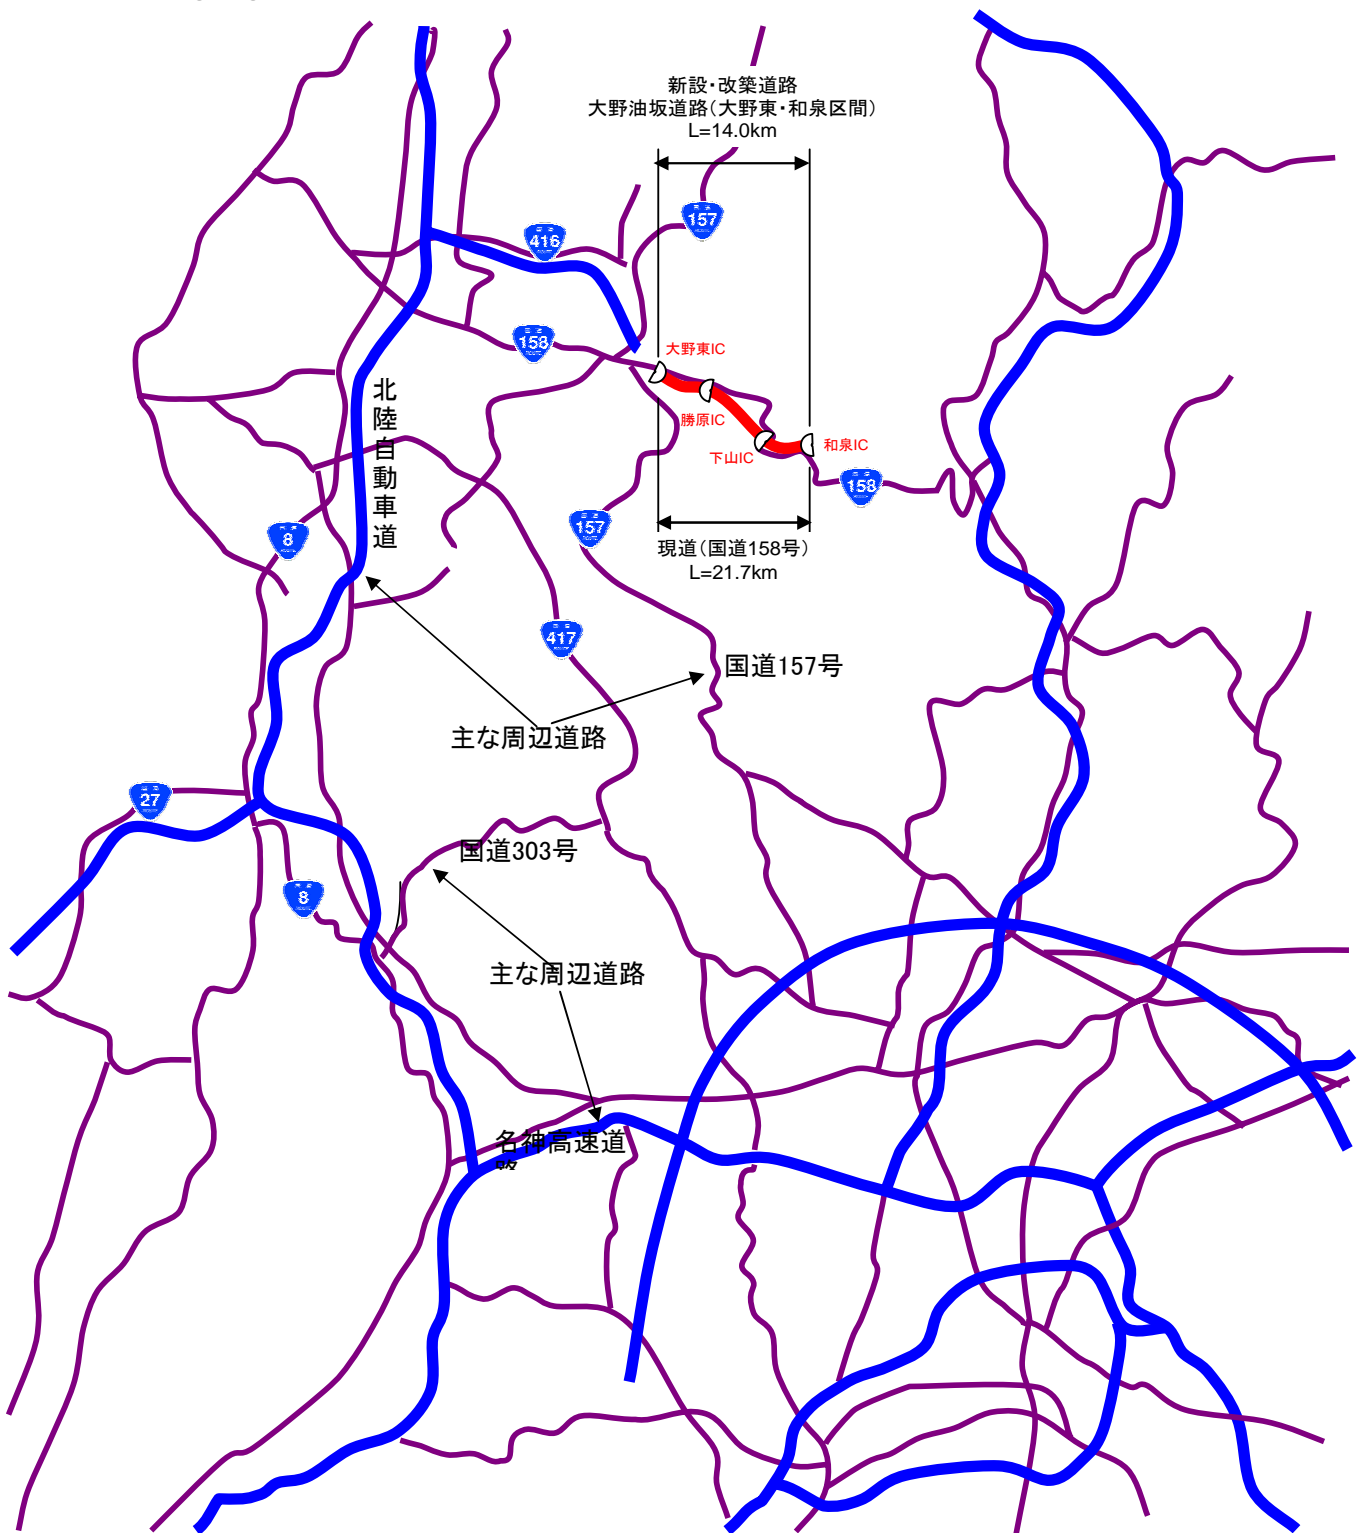 新設・改築道路
大野油坂道路(大野東・和泉区間)
L=14.0km
157
416
158
大野東IC
勝原IC
下山IC
和泉IC
158
北陸自動車道
8
157
現道(国道158号)
L=21.7km
417
国道157号
主な周辺道路
27
国道303号
8
主な周辺道路
名神高速道